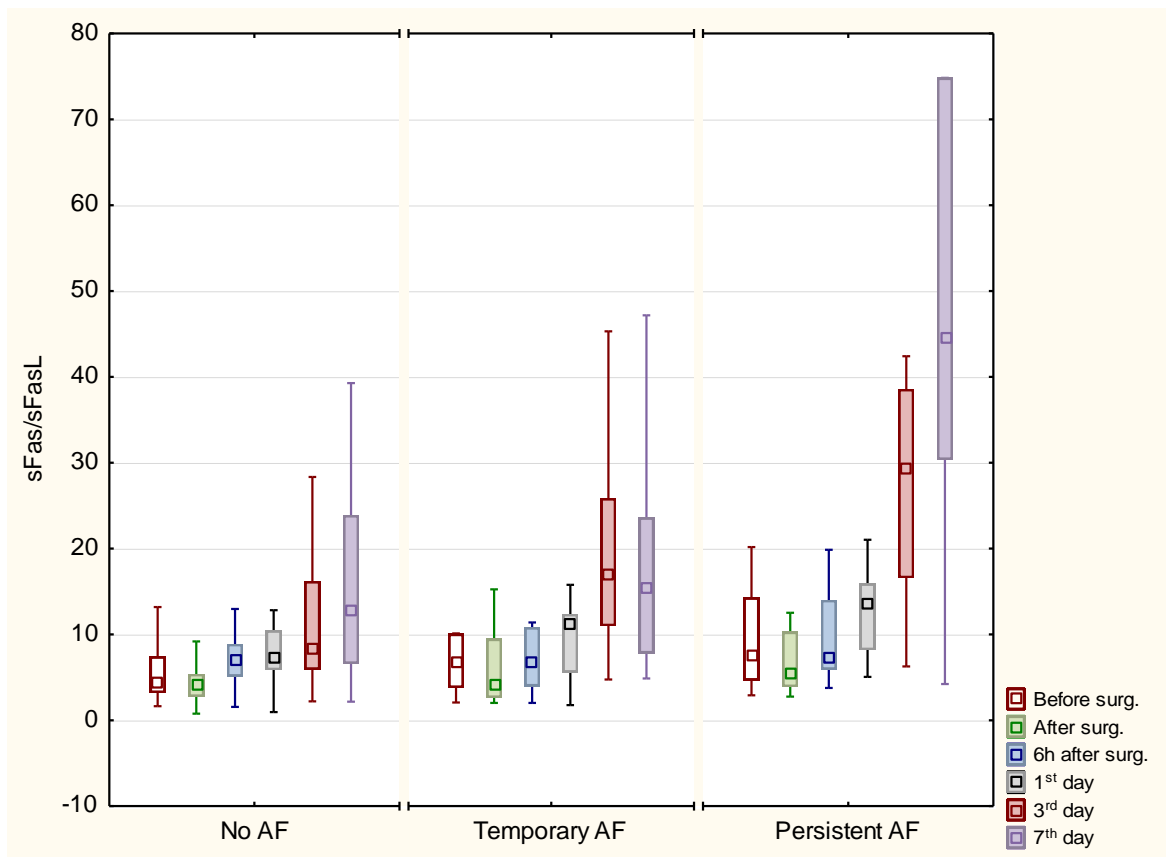 80
70
60
50
40
30
20
10
0
-10
sFas/sFasL
No AF
Temporary AF
Persistent AF
Before surg.
After surg.
6h after surg.
1st day
3rd day
7th day